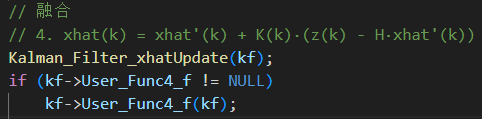 // 融合
// 4. xhat(k) = xhat'(k) + K(k)·(z(k) - H·xhat'(k))
Kalman_Filter_xhatUpdate(kf);
if (kf->User_Func4_f != NULL)
    kf->User_Func4_f(kf);